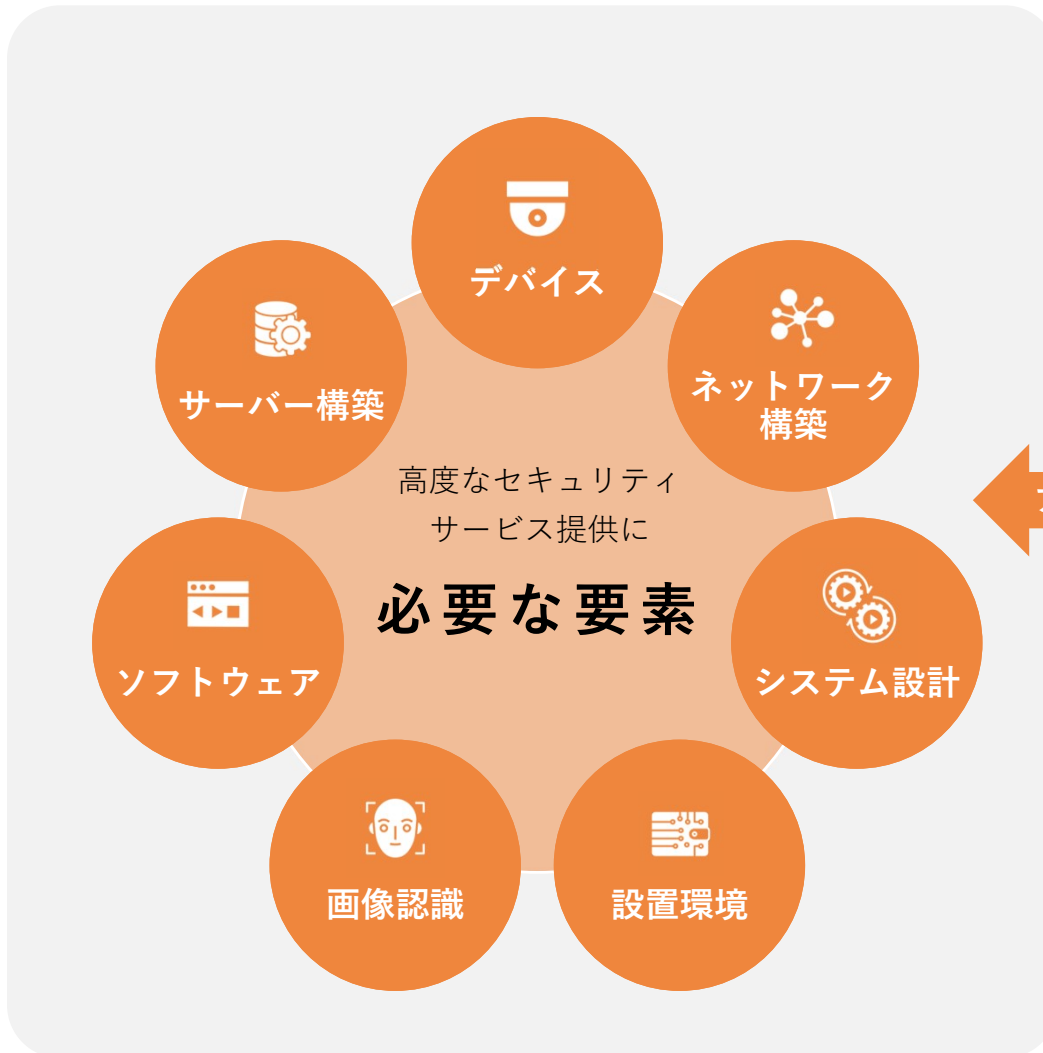 デバイス
サーバー構築
ネットワーク
構築
高度なセキュリティ
サービス提供に
必要な要素
ソフトウェア
システム設計
画像認識
設置環境